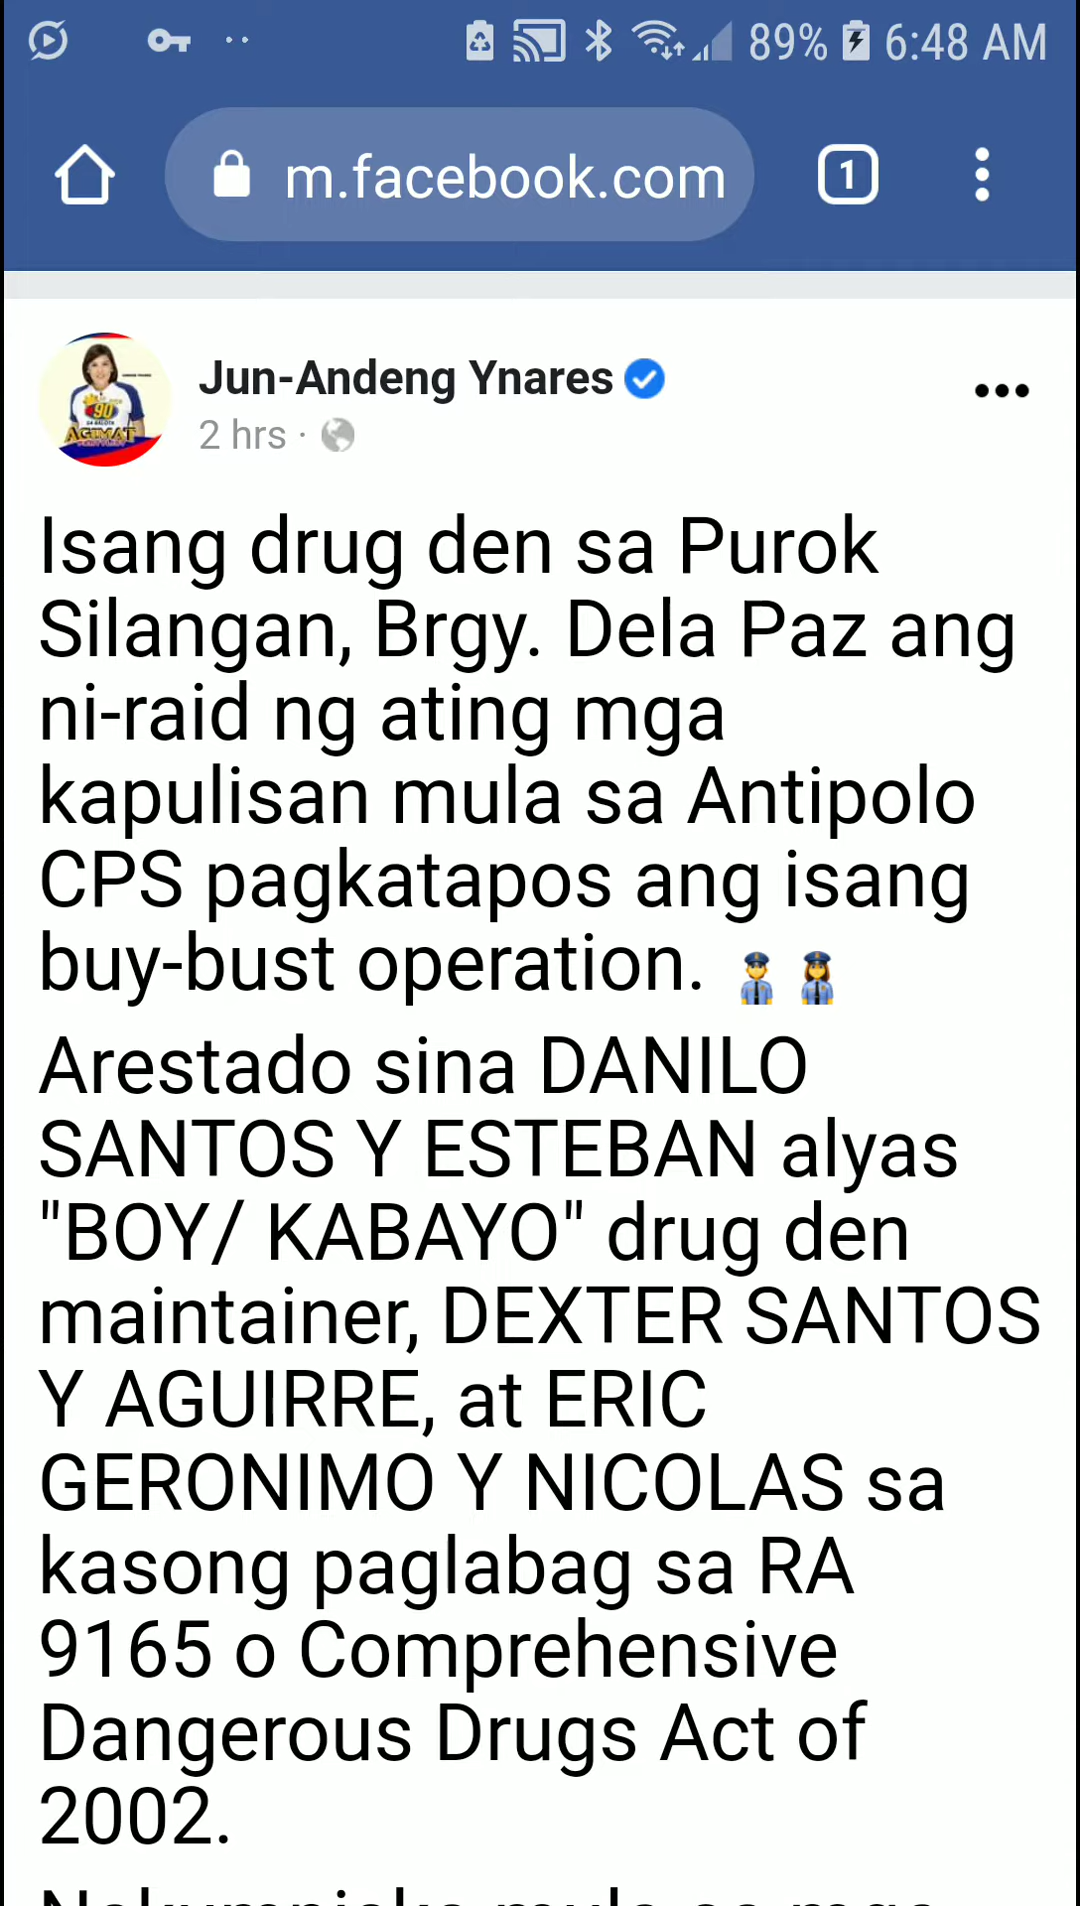 89% 6:48 AM
m.facebook.com
1
Jun-Andeng Ynares
2 hrs ·
90
AGIMAT
Isang drug den sa Purok
Silangan, Brgy. Dela Paz ang
ni-raid ng ating mga
kapulisan mula sa Antipolo
CPS pagkatapos ang isang
buy-bust operation.
Arestado sina DANILO
SANTOS Y ESTEBAN alyas
"BOY/ KABAYO" drug den
maintainer, DEXTER SANTOS
Y AGUIRRE, at ERIC
GERONIMO Y NICOLAS sa
kasong paglabag sa RA
9165 o Comprehensive
Dangerous Drugs Act of
2002.